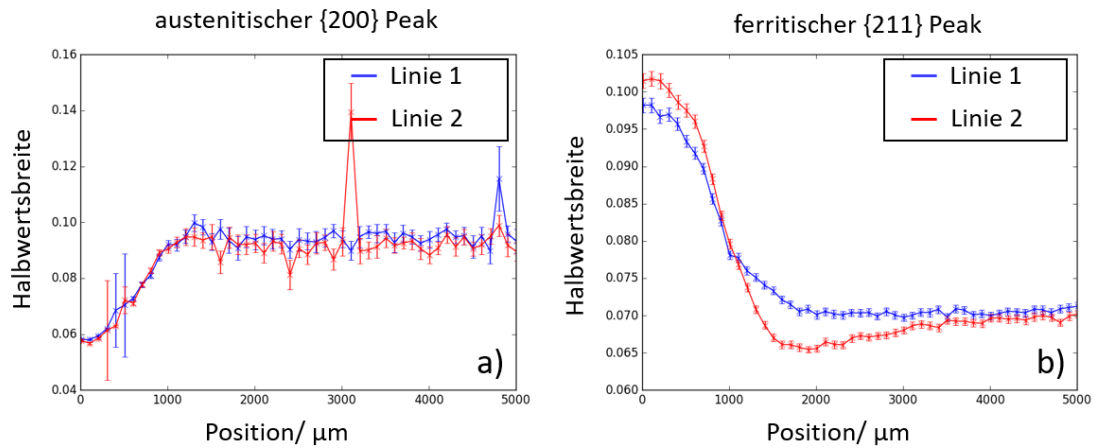 austenitischer {200} Peak
0.16
0.14
0.12
0.10
0.08
0.06
0.04
Halbwertsbreite
Linie 1
Linie 2
a)
0 1000 2000 3000 4000 5000
Position/ µm
ferritischer {211} Peak
0.105
0.100
0.095
0.090
0.085
0.080
0.075
0.070
0.065
0.060
Halbwertsbreite
Linie 1
Linie 2
b)
0 1000 2000 3000 4000 5000
Position/ µm